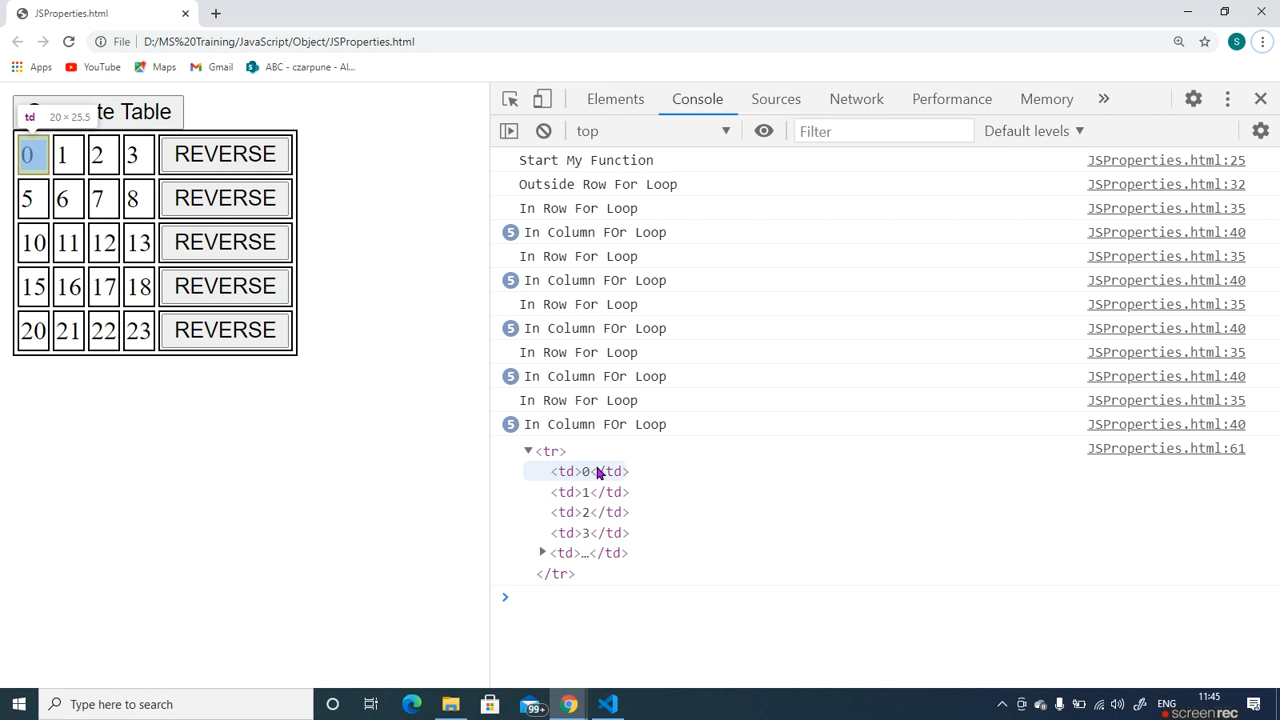 JSProperties.html
File D:/MS%20Training/JavaScript/Object/JSProperties.html
S
Apps YouTube Maps Gmail ABC - czarpune - Al...
te Table
td 20 × 25.5
0 1 2 3 REVERSE
5 6 7 8 REVERSE
10 11 12 13 REVERSE
15 16 17 18 REVERSE
20 21 22 23 REVERSE
Elements Console Sources Network Performance Memory
top Filter Default levels
Start My Function JSProperties.html:25
Outside Row For Loop JSProperties.html:32
In Row For Loop JSProperties.html:35
5 In Column FOr Loop JSProperties.html:40
In Row For Loop JSProperties.html:35
5 In Column FOr Loop JSProperties.html:40
In Row For Loop JSProperties.html:35
5 In Column FOr Loop JSProperties.html:40
In Row For Loop JSProperties.html:35
5 In Column FOr Loop JSProperties.html:40
In Row For Loop JSProperties.html:35
5 In Column FOr Loop JSProperties.html:40
<tr> JSProperties.html:61
<td>0</td>
<td>1</td>
<td>2</td>
<td>3</td>
<td>…</td>
</tr>
Type here to search 99+ ENG 11:45
screenrec